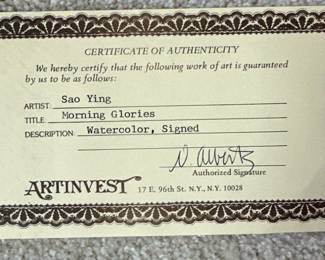 CERTIFICATE OF AUTHENTICITY
We hereby certify that the following work of art is guaranteed
by us to be as follows:
ARTIST Sao Ying
TITLE Morning Glories
DESCRIPTION Watercolor, Signed
Authorized Signature
ARTINVEST 17 E. 96th St. N.Y., N.Y. 10028